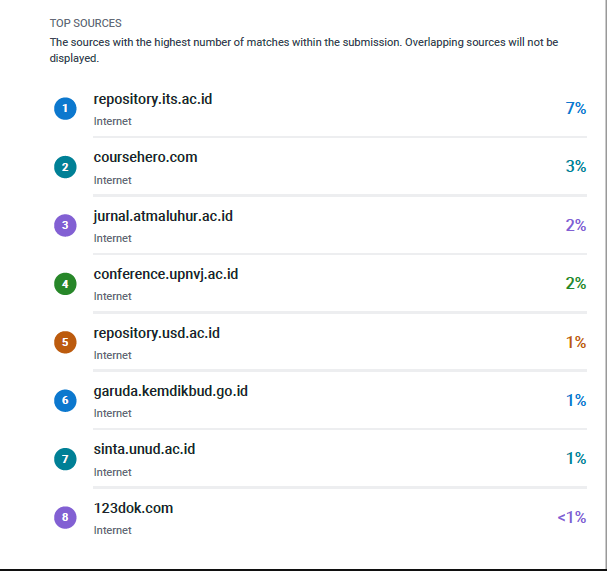 TOP SOURCES
The sources with the highest number of matches within the submission. Overlapping sources will not be
displayed.
1 repository.its.ac.id 7%
Internet
2 coursehero.com 3%
Internet
3 jurnal.atmaluhur.ac.id 2%
Internet
4 conference.upnvj.ac.id 2%
Internet
5 repository.usd.ac.id 1%
Internet
6 garuda.kemdikbud.go.id 1%
Internet
7 sinta.unud.ac.id 1%
Internet
8 123dok.com <1%
Internet